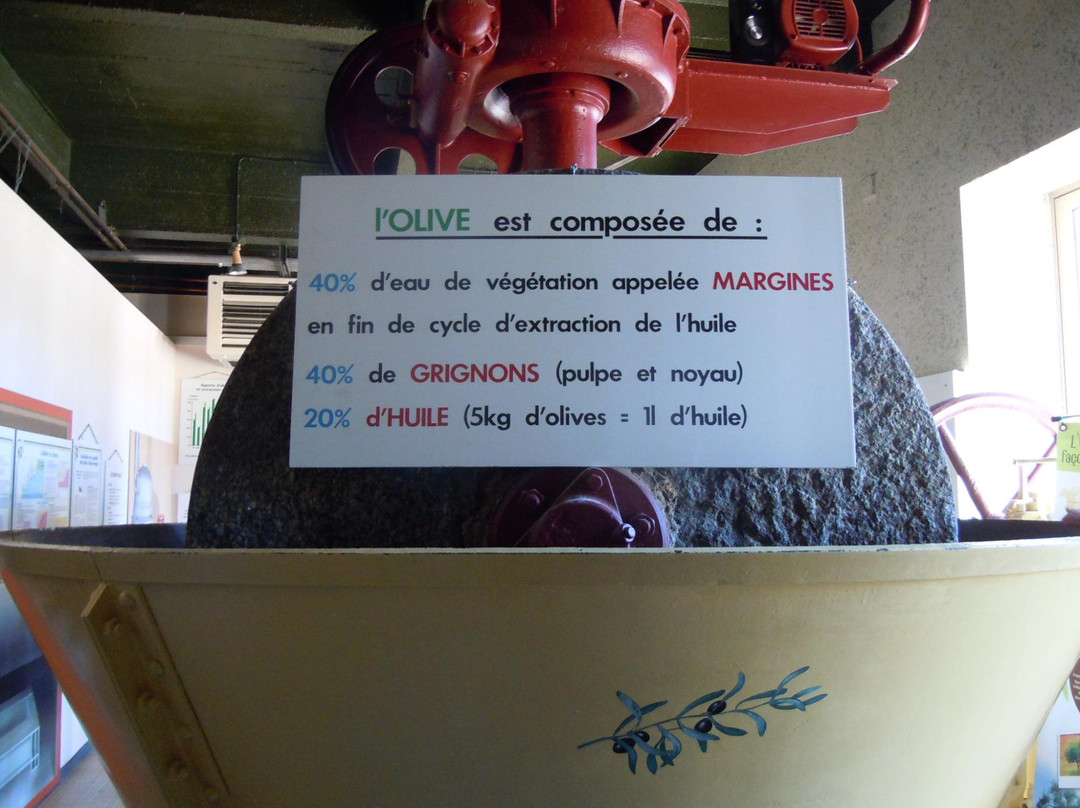 l'OLIVE est composée de :
40% d'eau de végétation appelée MARGINES
en fin de cycle d'extraction de l'huile
40% de GRIGNONS (pulpe et noyau)
20% d'HUILE (5kg d'olives = 1l d'huile)
L'
faço